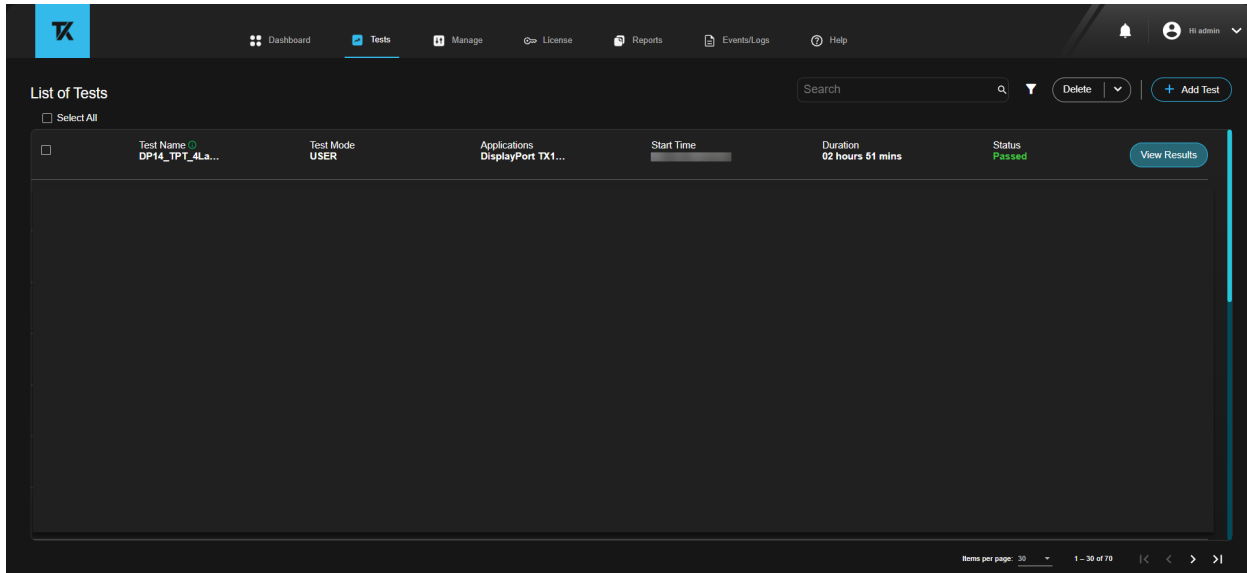 TK
Dashboard
Tests
Manage
License
Reports
Events/Logs
Help
Hi admin
List of Tests
Search
Delete
+ Add Test
Select All
Test Name
DP14_TPT_4La...
Test Mode
USER
Applications
DisplayPort TX1...
Start Time
Duration
02 hours 51 mins
Status
Passed
View Results
Items per page: 30
1 – 30 of 70